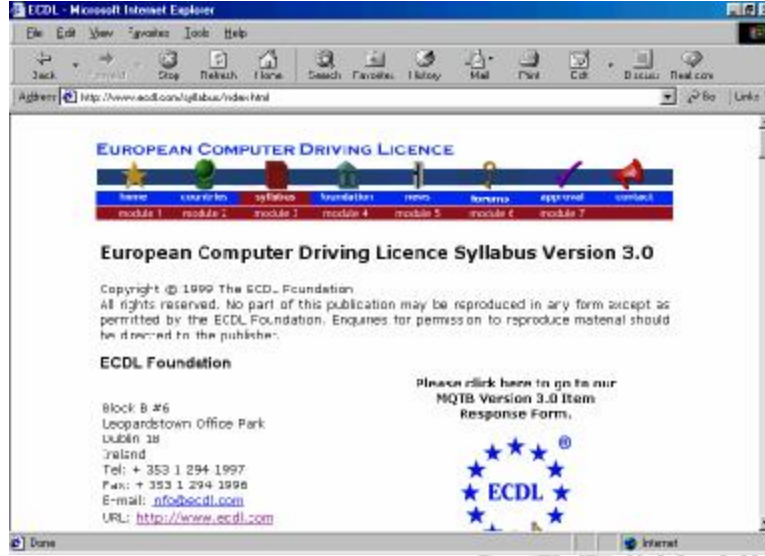 ECDL - Microsoft Internet Explorer
File Edit View Favorites Tools Help
Back Forward Stop Refresh Home Search Favorites History Mail Print Edit Discuss Real.com
Address http://www.ecdl.com/syllabus/index.html Go Links
EUROPEAN COMPUTER DRIVING LICENCE
home countries syllabus foundation news forums approval contact
module 1 module 2 module 3 module 4 module 5 module 6 module 7
European Computer Driving Licence Syllabus Version 3.0
Copyright © 1999 The ECDL Foundation
All rights reserved. No part of this publication may be reproduced in any form except as
permitted by the ECDL Foundation. Enquiries for permission to reproduce material should
be directed to the publisher.
ECDL Foundation
Please click here to go to our
MQTB Version 3.0 Item
Response Form.
Block B #6
Leopardstown Office Park
Dublin 18
Ireland
Tel: + 353 1 294 1997
Fax: + 353 1 294 1996
E-mail: info@ecdl.com
URL: http://www.ecdl.com
ECDL ®
Done Internet